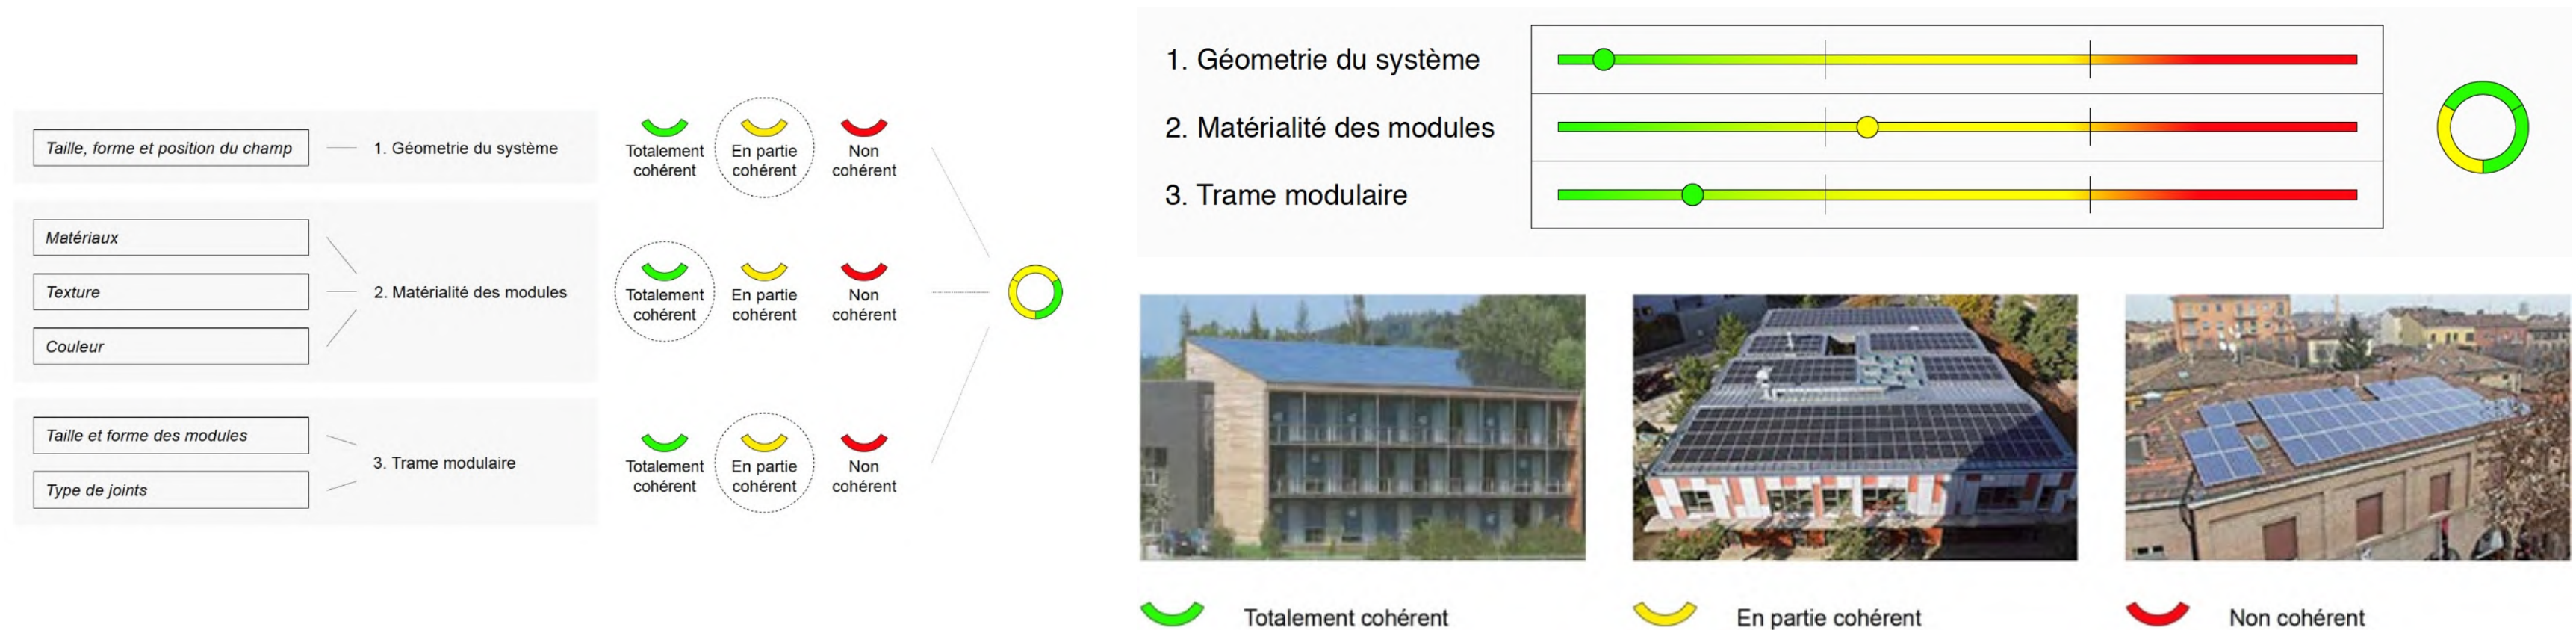 Taille, forme et position du champ
1. Géometrie du système
Totalement
cohérent
En partie
cohérent
Non
cohérent
Matériaux
Texture
Couleur
2. Matérialité des modules
Totalement
cohérent
En partie
cohérent
Non
cohérent
Taille et forme des modules
Type de joints
3. Trame modulaire
Totalement
cohérent
En partie
cohérent
Non
cohérent
1. Géometrie du système
2. Matérialité des modules
3. Trame modulaire
Totalement cohérent
En partie cohérent
Non cohérent